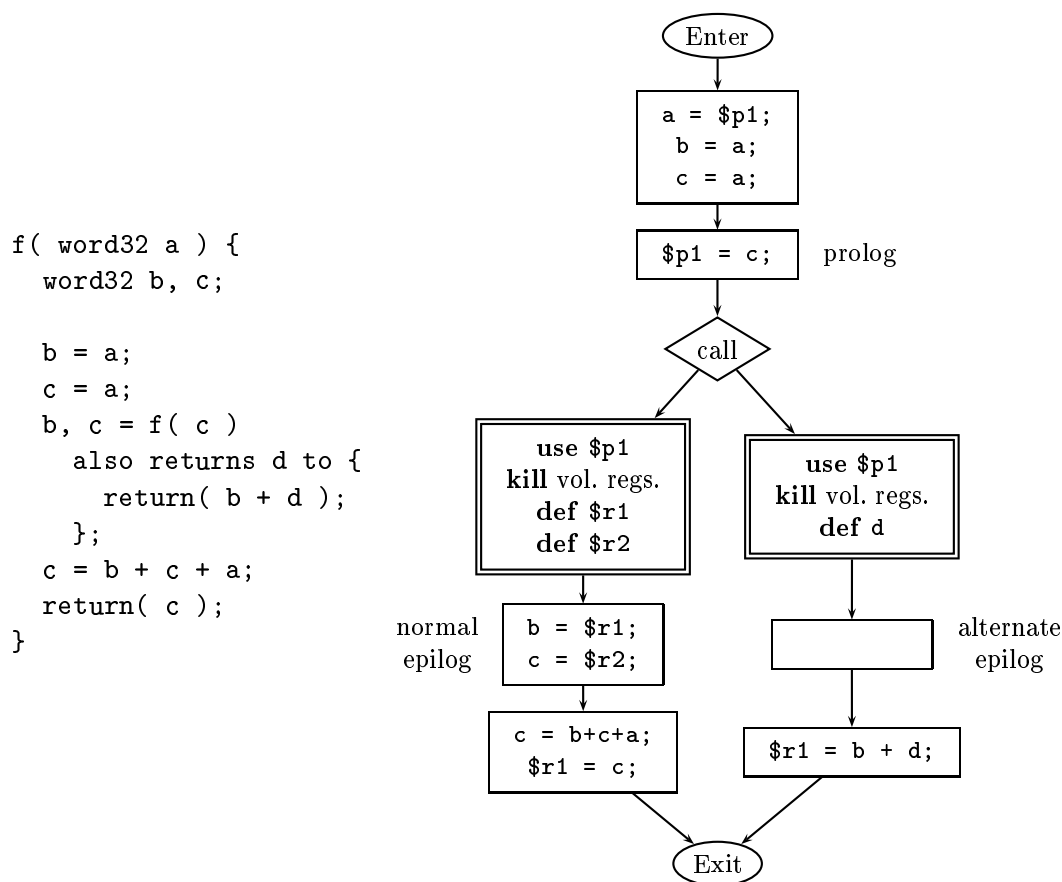 f( word32 a ) {
word32 b, c;
b = a;
c = a;
b, c = f( c )
also returns d to {
return( b + d );
};
c = b + c + a;
return( c );
}
Enter
a = $p1;
b = a;
c = a;
$p1 = c;
prolog
call
use $p1
kill vol. regs.
def $r1
def $r2
use $p1
kill vol. regs.
def d
normal
epilog
b = $r1;
c = $r2;
alternate
epilog
c = b+c+a;
$r1 = c;
$r1 = b + d;
Exit